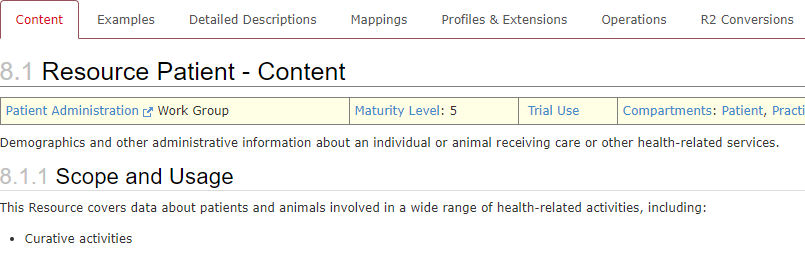 Content Examples Detailed Descriptions Mappings Profiles & Extensions Operations R2 Conversions
8.1 Resource Patient - Content
Patient Administration Work Group Maturity Level: 5 Trial Use Compartments: Patient, Practi
Demographics and other administrative information about an individual or animal receiving care or other health-related services.
8.1.1 Scope and Usage
This Resource covers data about patients and animals involved in a wide range of health-related activities, including:
• Curative activities